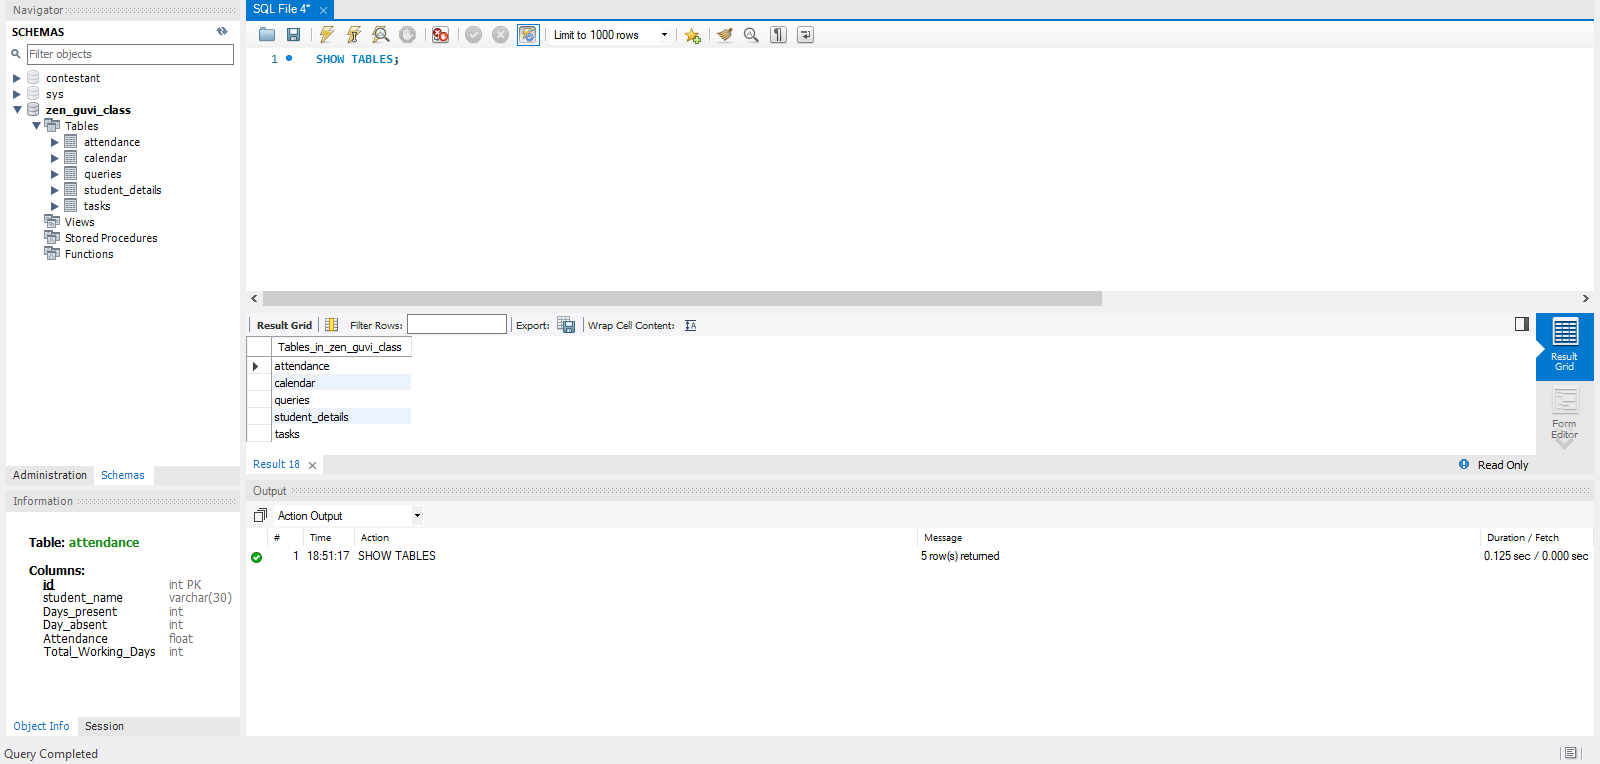 Navigator
SCHEMAS
Filter objects
contestant
sys
zen_guvi_class
Tables
attendance
calendar
queries
student_details
tasks
Views
Stored Procedures
Functions
Administration Schemas
Information
Table: attendance
Columns:
id int PK
student_name varchar(30)
Days_present int
Day_absent int
Attendance float
Total_Working_Days int
Object Info Session
SQL File 4*
Limit to 1000 rows
1 SHOW TABLES;
Result Grid Filter Rows: Export: Wrap Cell Content:
Tables_in_zen_guvi_class
attendance
calendar
queries
student_details
tasks
Result
Grid
Form
Editor
Result 18 Read Only
Output
Action Output
# Time Action Message Duration / Fetch
1 18:51:17 SHOW TABLES 5 row(s) returned 0.125 sec / 0.000 sec
Query Completed